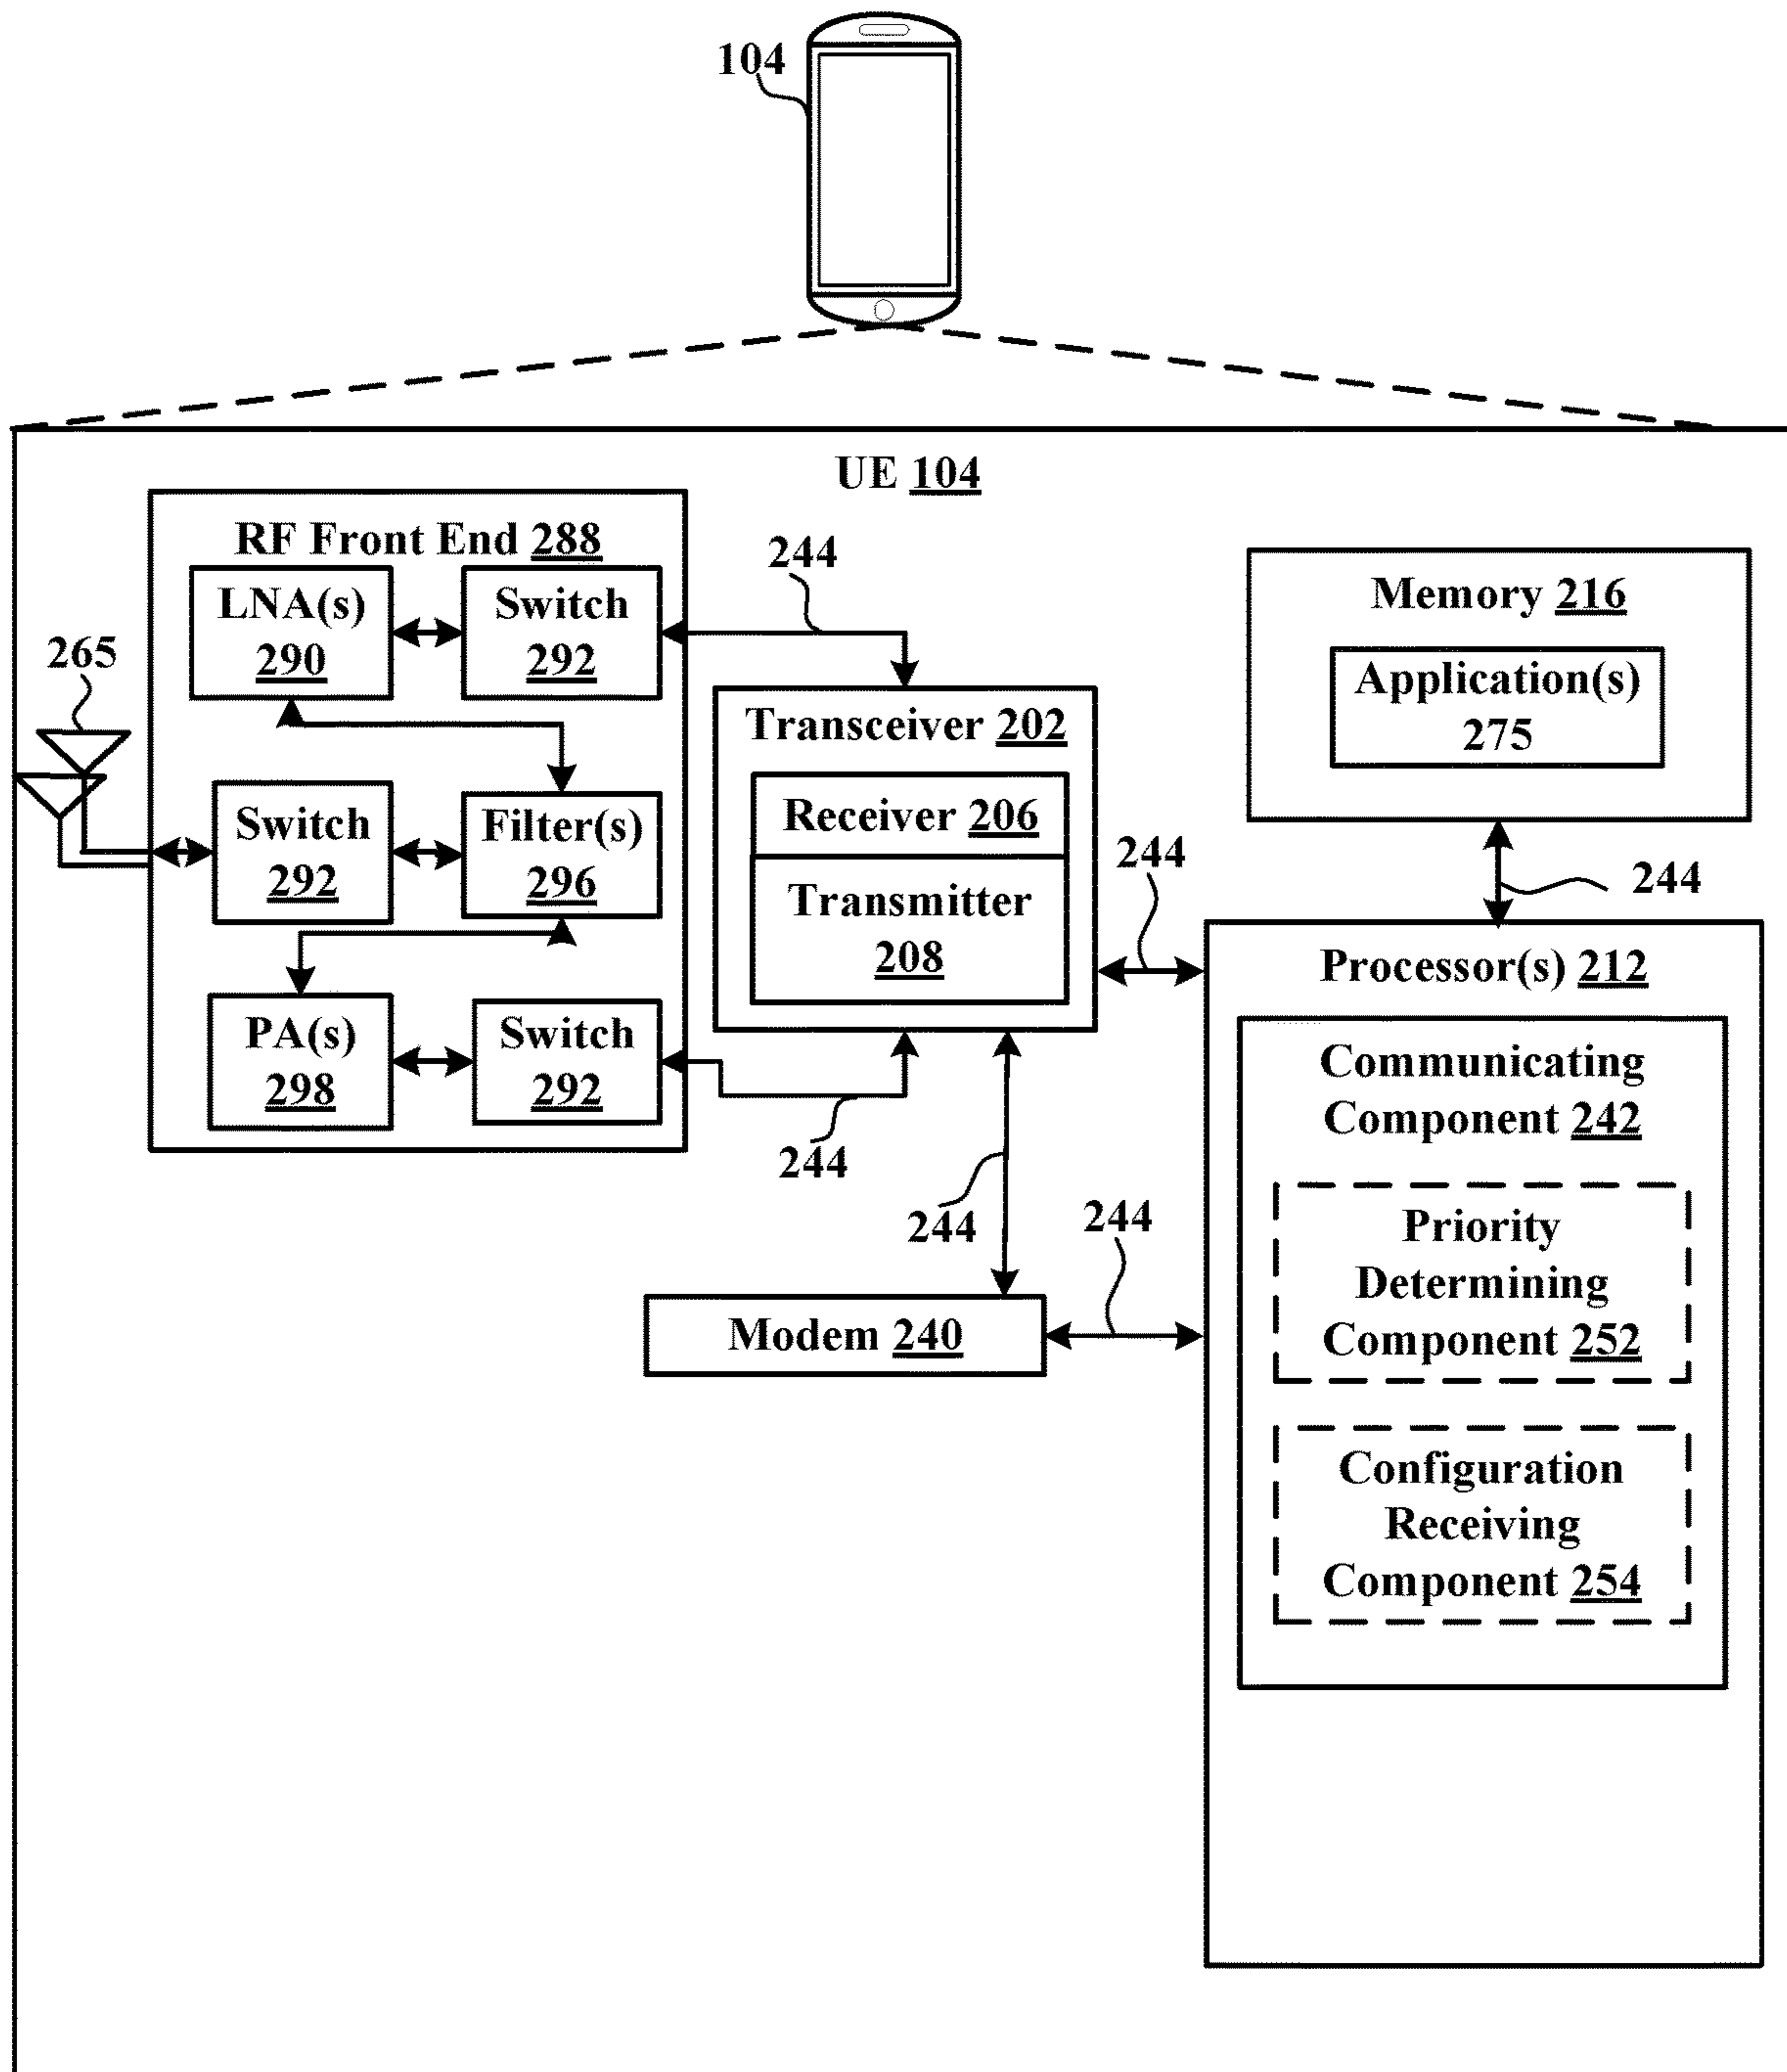 104
UE 104
RF Front End 288
LNA(s)
290
Switch
292
244
265
Switch
292
Filter(s)
296
PA(s)
298
Switch
292
244
Transceiver 202
Receiver 206
Transmitter
208
244
244
Modem 240
244
Memory 216
Application(s)
275
244
Processor(s) 212
Communicating
Component 242
Priority
Determining
Component 252
Configuration
Receiving
Component 254